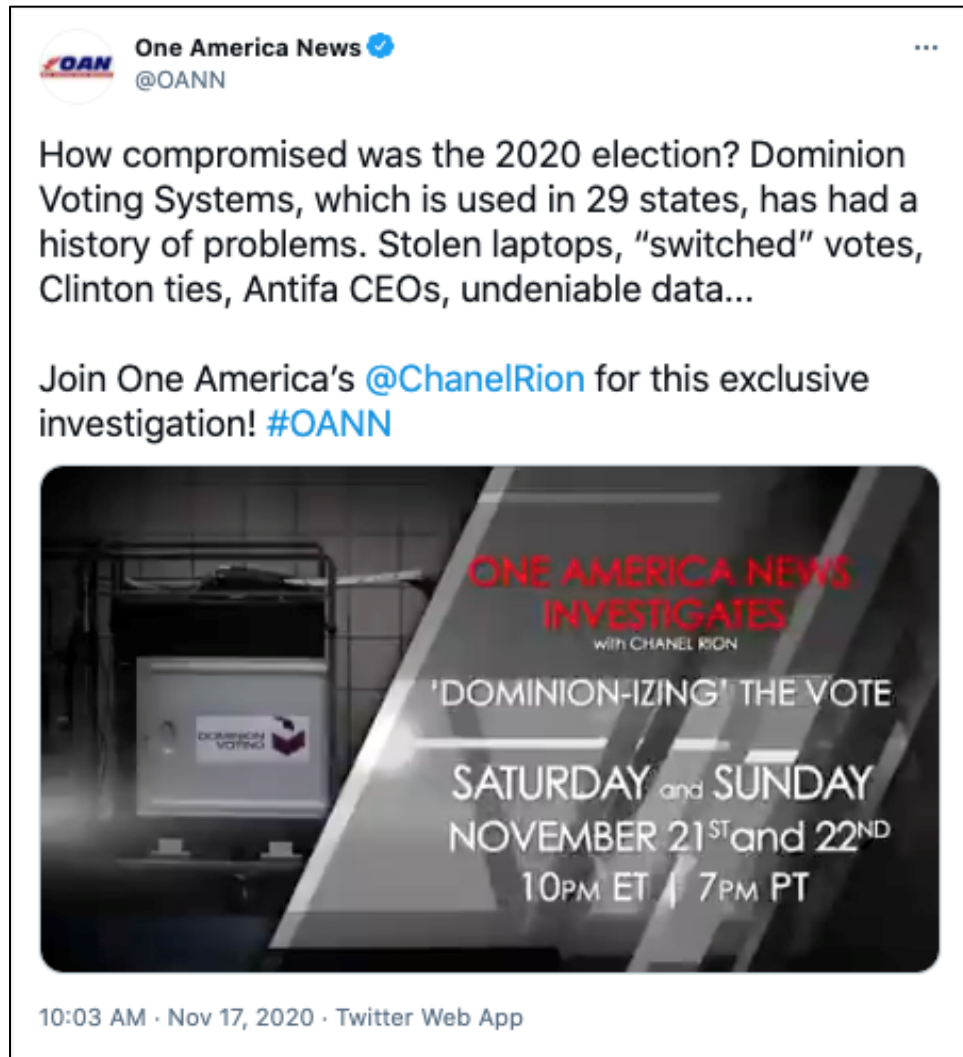 OAN
One America News
@OANN
How compromised was the 2020 election? Dominion
Voting Systems, which is used in 29 states, has had a
history of problems. Stolen laptops, “switched” votes,
Clinton ties, Antifa CEOs, undeniable data...
Join One America’s @ChanelRion for this exclusive
investigation! #OANN
DOMINION
VOTING
ONE AMERICA NEWS
INVESTIGATES
with CHANEL RION
'DOMINION-IZING' THE VOTE
SATURDAY and SUNDAY
NOVEMBER 21ST and 22ND
10PM ET | 7PM PT
10:03 AM · Nov 17, 2020 · Twitter Web App